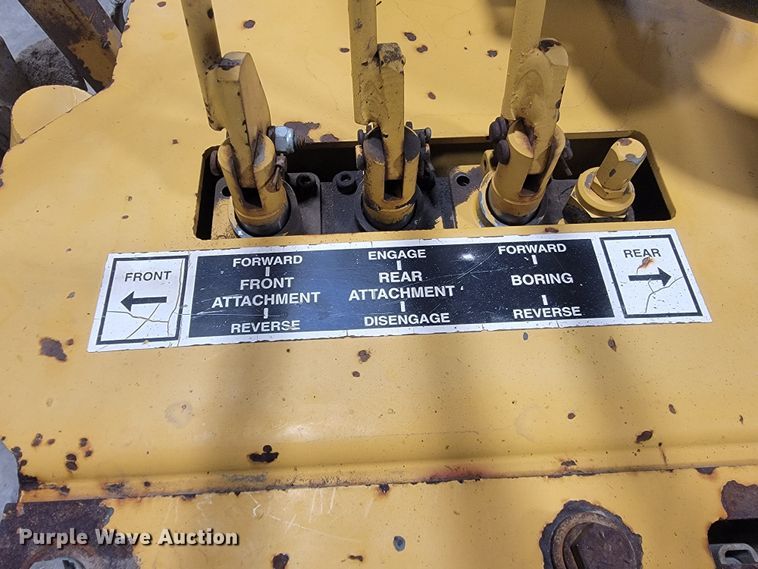 FRONT
FORWARD
FRONT
ATTACHMENT
REVERSE
ENGAGE
REAR
ATTACHMENT
DISENGAGE
FORWARD
BORING
REVERSE
REAR
Purple Wave Auction